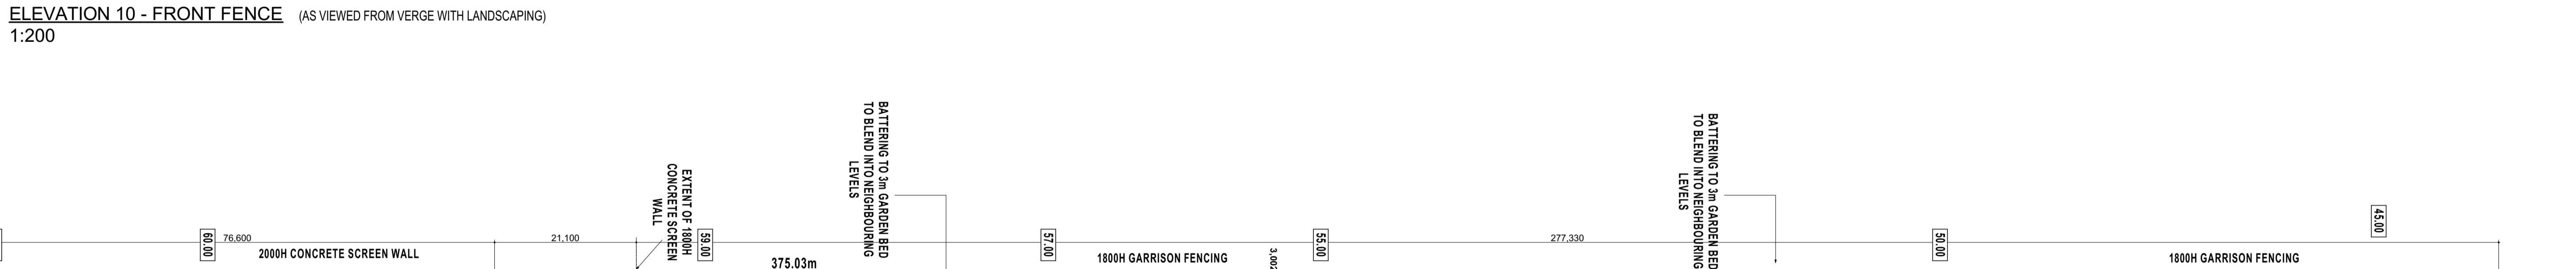 ELEVATION 10 - FRONT FENCE (AS VIEWED FROM VERGE WITH LANDSCAPING)
1:200
BATTERING TO 3m GARDEN BED
TO BLEND INTO NEIGHBOURING
LEVELS
BATTERING TO 3m GARDEN BED
TO BLEND INTO NEIGHBOURING
LEVELS
EXTENT OF 1800H
CONCRETE SCREEN
WALL
60.00
76,600
21,100
59.00
57.00
55.00
277,330
50.00
45.00
2000H CONCRETE SCREEN WALL
375.03m
1800H GARRISON FENCING
3,002
1800H GARRISON FENCING